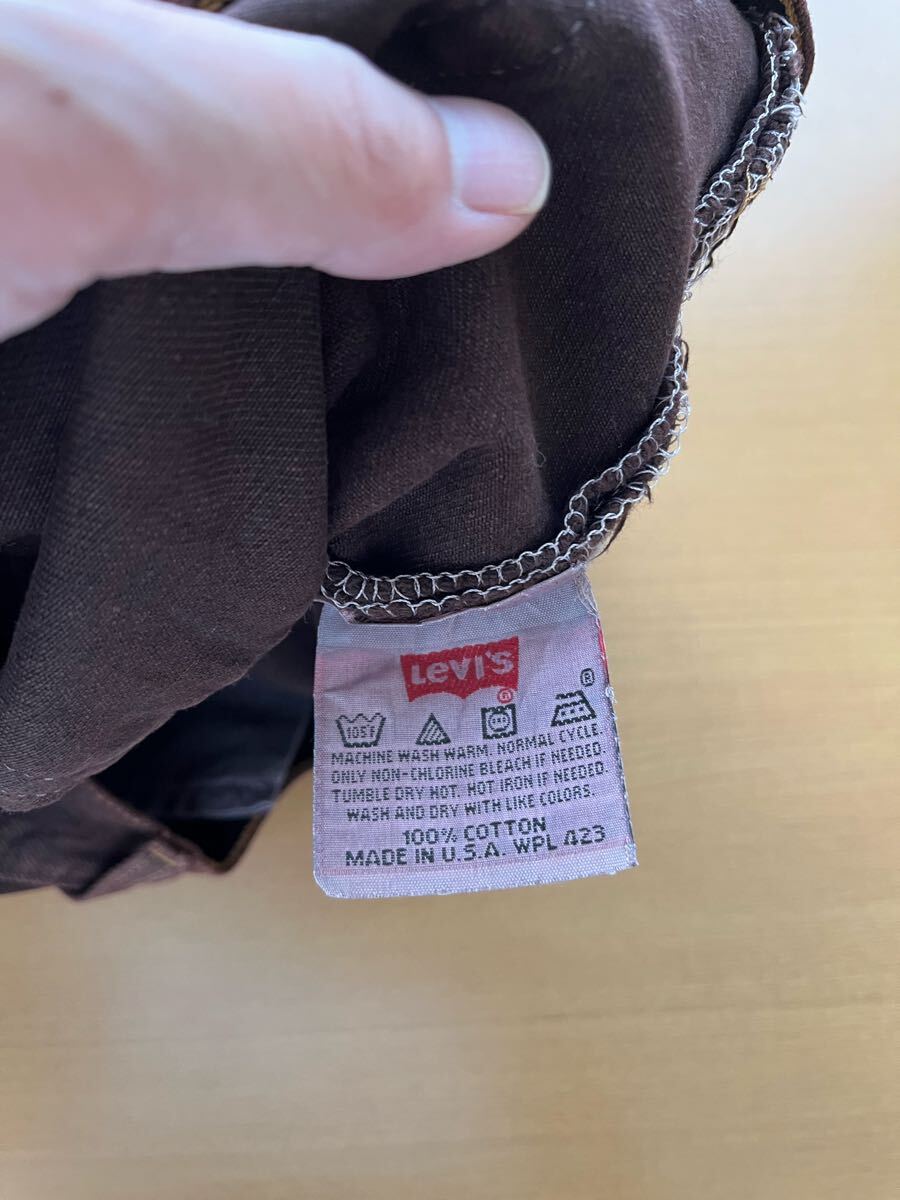 LEVI'S
®
105°F
®
MACHINE WASH WARM. NORMAL CYCLE.
ONLY NON-CHLORINE BLEACH IF NEEDED.
TUMBLE DRY HOT. HOT IRON IF NEEDED.
WASH AND DRY WITH LIKE COLORS.
100% COTTON
MADE IN U.S.A. WPL 423